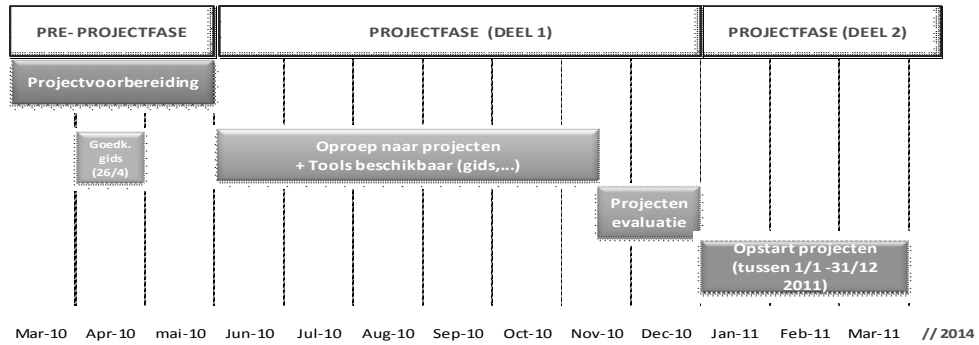 PRE- PROJECTFASE
PROJECTFASE (DEEL 1)
PROJECTFASE (DEEL 2)
Projectvoorbereiding
Goedk.
gids
(26/4)
Oproep naar projecten
+ Tools beschikbaar (gids,...)
Projecten
evaluatie
Opstart projecten
(tussen 1/1 -31/12
2011)
Mar-10 Apr-10 mai-10 Jun-10 Jul-10 Aug-10 Sep-10 Oct-10 Nov-10 Dec-10 Jan-11 Feb-11 Mar-11 // 2014